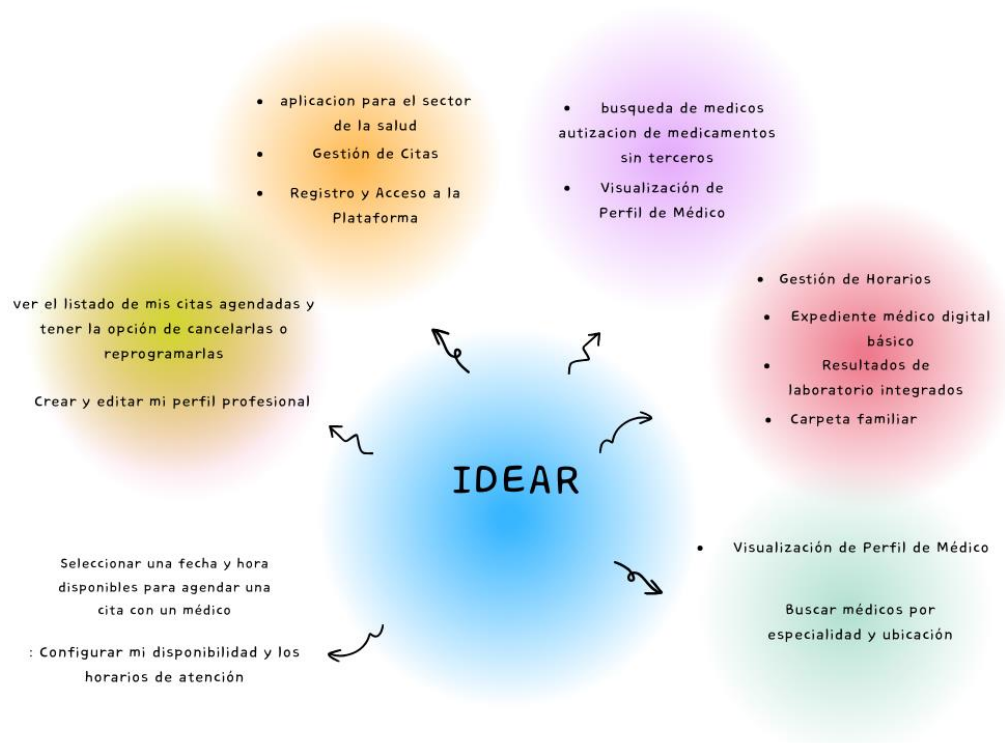 • aplicacion para el sector
de la salud
• Gestión de Citas
• Registro y Acceso a la
Plataforma
• busqueda de medicos
autizacion de medicamentos
sin terceros
• Visualización de
Perfil de Médico
ver el listado de mis citas agendadas y
tener la opción de cancelarlas o
reprogramarlas
Crear y editar mi perfil profesional
• Gestión de Horarios
• Expediente médico digital
básico
• Resultados de
laboratorio integrados
• Carpeta familiar
IDEAR
Seleccionar una fecha y hora
disponibles para agendar una
cita con un médico
: Configurar mi disponibilidad y los
horarios de atención
• Visualización de Perfil de Médico
Buscar médicos por
especialidad y ubicación